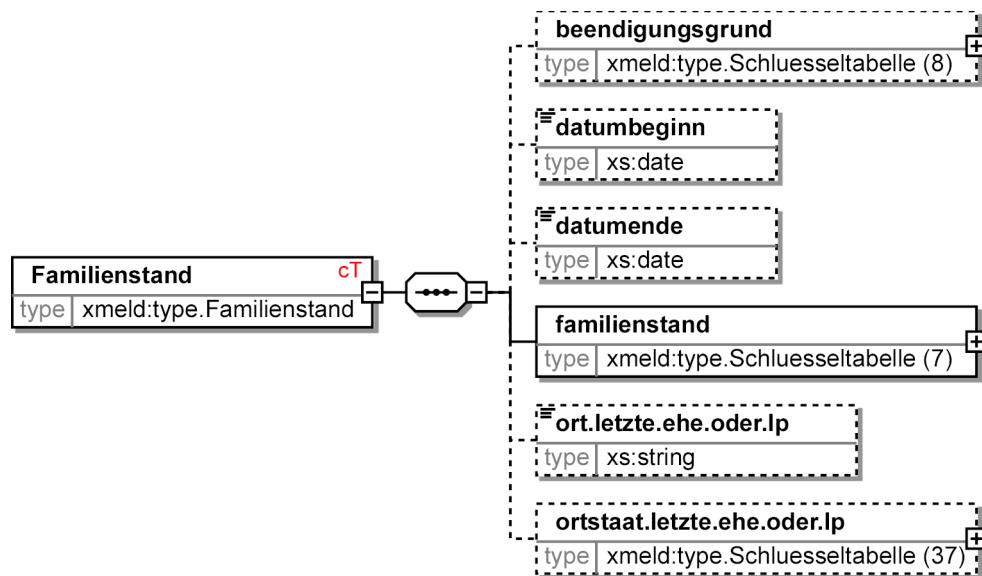 Familienstand cT
type xmeld:type.Familienstand
beendigungsgrund
type xmeld:type.Schluesseltabelle (8)
datumbeginn
type xs:date
datumende
type xs:date
familienstand
type xmeld:type.Schluesseltabelle (7)
ort.letzte.ehe.oder.lp
type xs:string
ortstaat.letzte.ehe.oder.lp
type xmeld:type.Schluesseltabelle (37)